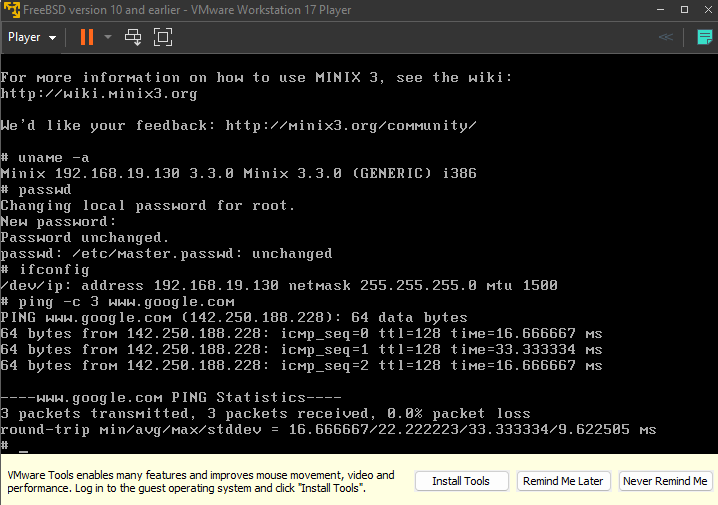 FreeBSD version 10 and earlier - VMware Workstation 17 Player
Player
For more information on how to use MINIX 3, see the wiki:
http://wiki.minix3.org
We'd like your feedback: http://minix3.org/community/
# uname -a
Minix 192.168.19.130 3.3.0 Minix 3.3.0 (GENERIC) i386
# passwd
Changing local password for root.
New password:
Password unchanged.
passwd: /etc/master.passwd: unchanged
# ifconfig
/dev/ip: address 192.168.19.130 netmask 255.255.255.0 mtu 1500
# ping -c 3 www.google.com
PING www.google.com (142.250.188.228): 64 data bytes
64 bytes from 142.250.188.228: icmp_seq=0 ttl=128 time=16.666667 ms
64 bytes from 142.250.188.228: icmp_seq=1 ttl=128 time=33.333334 ms
64 bytes from 142.250.188.228: icmp_seq=2 ttl=128 time=16.666667 ms
----www.google.com PING Statistics----
3 packets transmitted, 3 packets received, 0.0% packet loss
round-trip min/avg/max/stddev = 16.666667/22.222223/33.333334/9.622505 ms
# _
VMware Tools enables many features and improves mouse movement, video and
performance. Log in to the guest operating system and click "Install Tools".
Install Tools
Remind Me Later
Never Remind Me